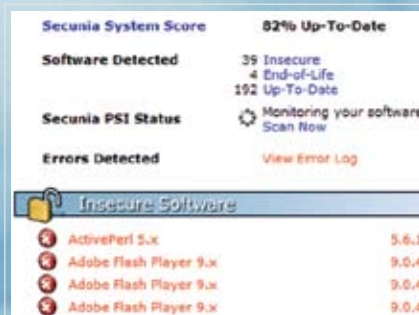 Secunia System Score 82% Up-To-Date
Software Detected 39 Insecure
4 End-of-Life
192 Up-To-Date
Secunia PSI Status Monitoring your software
Scan Now
Errors Detected View Error Log
Insecure Software
ActivePerl 5.x 5.6.1
Adobe Flash Player 9.x 9.0.4
Adobe Flash Player 9.x 9.0.4
Adobe Flash Player 9.x 9.0.4